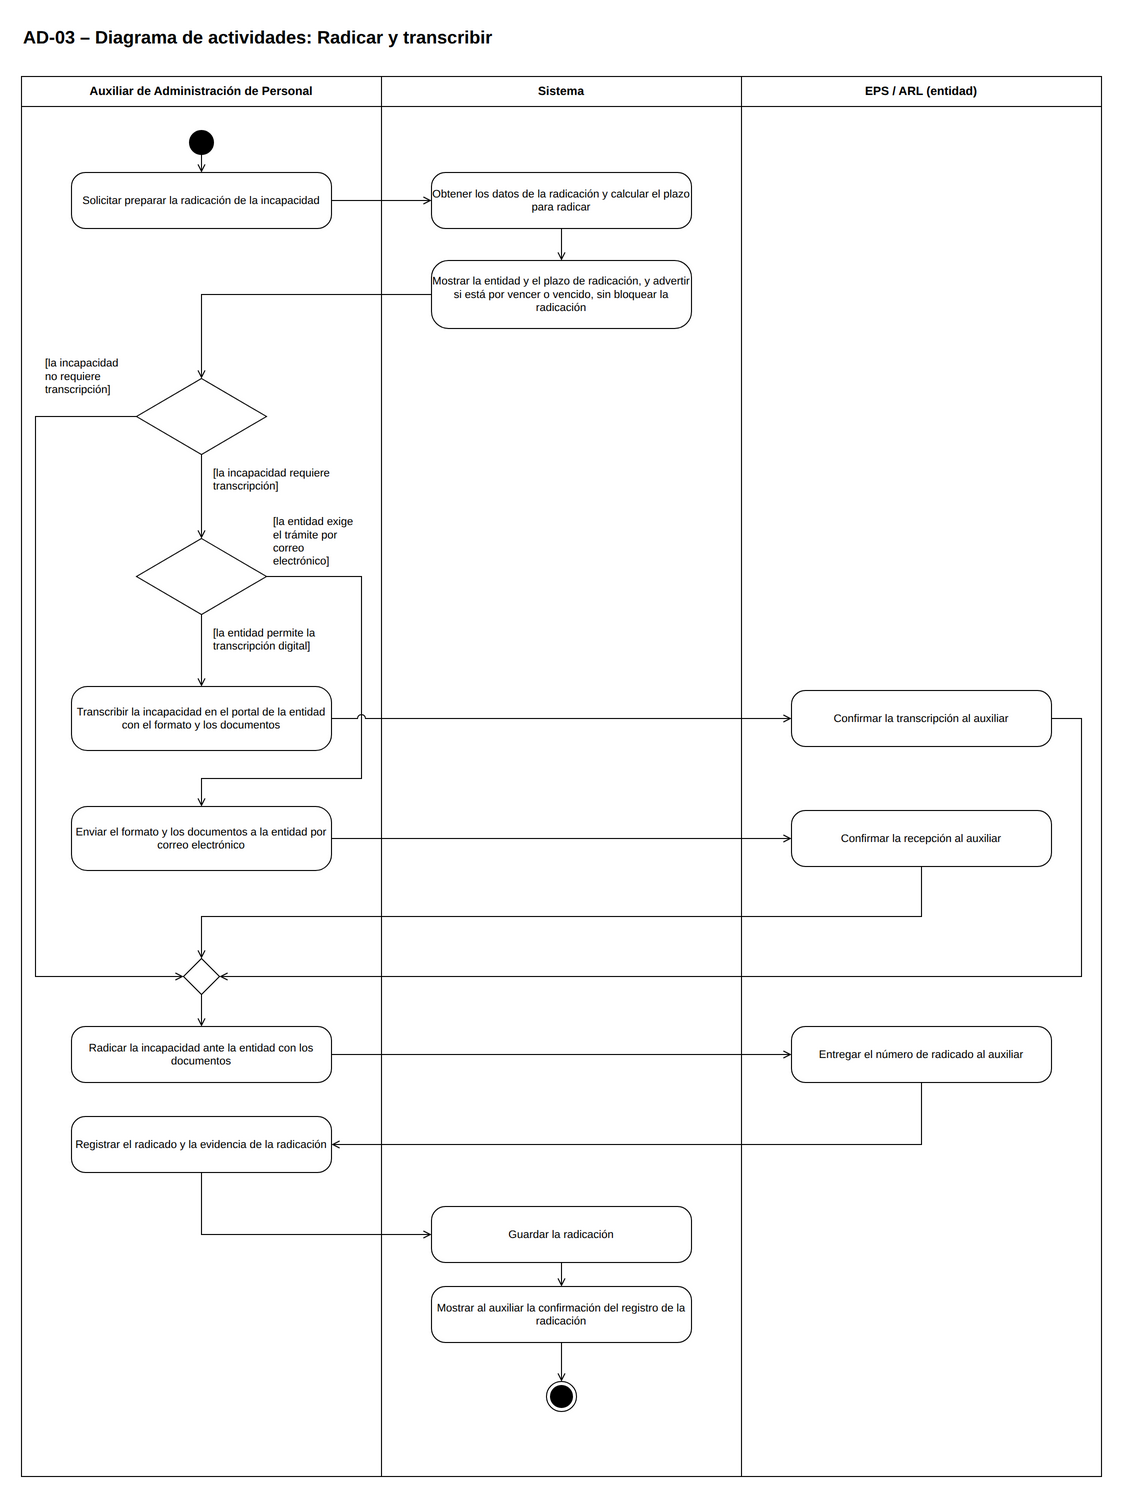 AD-03 – Diagrama de actividades: Radicar y transcribir
Auxiliar de Administración de Personal
Sistema
EPS / ARL (entidad)
Solicitar preparar la radicación de la incapacidad
Obtener los datos de la radicación y calcular el plazo
para radicar
Mostrar la entidad y el plazo de radicación, y advertir
si está por vencer o vencido, sin bloquear la
radicación
[la incapacidad
no requiere
transcripción]
[la incapacidad requiere
transcripción]
[la entidad exige
el trámite por
correo
electrónico]
[la entidad permite la
transcripción digital]
Transcribir la incapacidad en el portal de la entidad
con el formato y los documentos
Confirmar la transcripción al auxiliar
Enviar el formato y los documentos a la entidad por
correo electrónico
Confirmar la recepción al auxiliar
Radicar la incapacidad ante la entidad con los
documentos
Entregar el número de radicado al auxiliar
Registrar el radicado y la evidencia de la radicación
Guardar la radicación
Mostrar al auxiliar la confirmación del registro de la
radicación